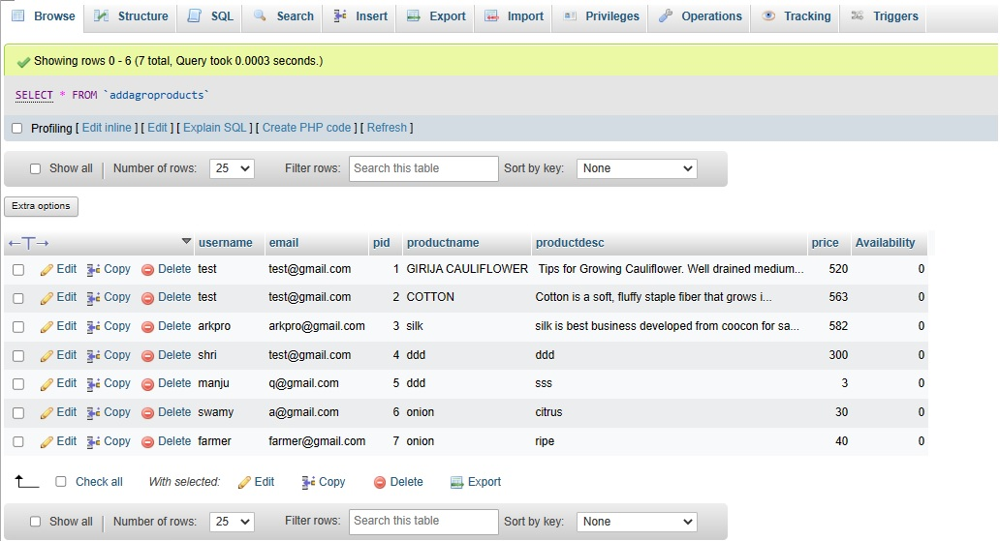 Browse Structure SQL Search Insert Export Import Privileges Operations Tracking Triggers
Showing rows 0 - 6 (7 total, Query took 0.0003 seconds.)
SELECT * FROM `addagroproducts`
Profiling [ Edit inline ] [ Edit ] [ Explain SQL ] [ Create PHP code ] [ Refresh ]
Show all Number of rows: 25 Filter rows: Search this table Sort by key: None
Extra options
←T→ username email pid productname productdesc price Availability
Edit Copy Delete test test@gmail.com 1 GIRIJA CAULIFLOWER Tips for Growing Cauliflower. Well drained medium... 520 0
Edit Copy Delete test test@gmail.com 2 COTTON Cotton is a soft, fluffy staple fiber that grows i... 563 0
Edit Copy Delete arkpro arkpro@gmail.com 3 silk silk is best business developed from coocon for sa... 582 0
Edit Copy Delete shri test@gmail.com 4 ddd ddd 300 0
Edit Copy Delete manju q@gmail.com 5 ddd sss 3 0
Edit Copy Delete swamy a@gmail.com 6 onion citrus 30 0
Edit Copy Delete farmer farmer@gmail.com 7 onion ripe 40 0
Check all With selected: Edit Copy Delete Export
Show all Number of rows: 25 Filter rows: Search this table Sort by key: None